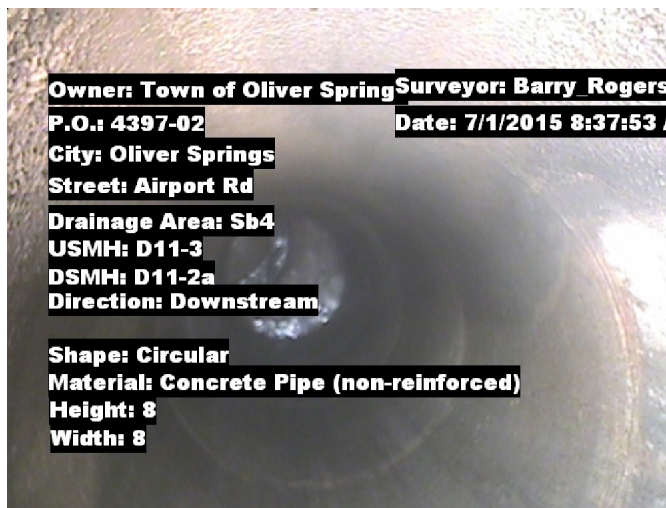 Owner: Town of Oliver Spring
Surveyor: Barry_Rogers
P.O.: 4397-02
Date: 7/1/2015 8:37:53
City: Oliver Springs
Street: Airport Rd
Drainage Area: Sb4
USMH: D11-3
DSMH: D11-2a
Direction: Downstream
Shape: Circular
Material: Concrete Pipe (non-reinforced)
Height: 8
Width: 8